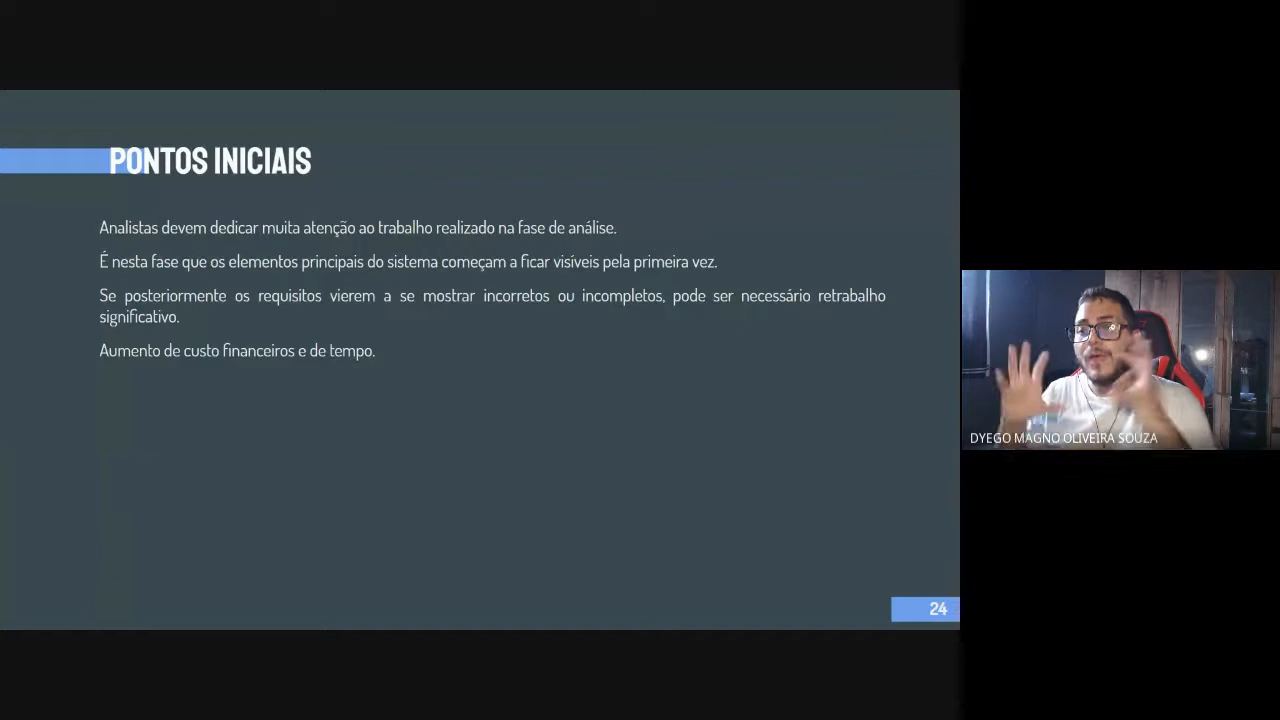 PONTOS INICIAIS
Analistas devem dedicar muita atenção ao trabalho realizado na fase de análise.
É nesta fase que os elementos principais do sistema começam a ficar visíveis pela primeira vez.
Se posteriormente os requisitos vierem a se mostrar incorretos ou incompletos, pode ser necessário retrabalho
significativo.
Aumento de custo financeiros e de tempo.
DYEGO MAGNO OLIVEIRA SOUZA
24